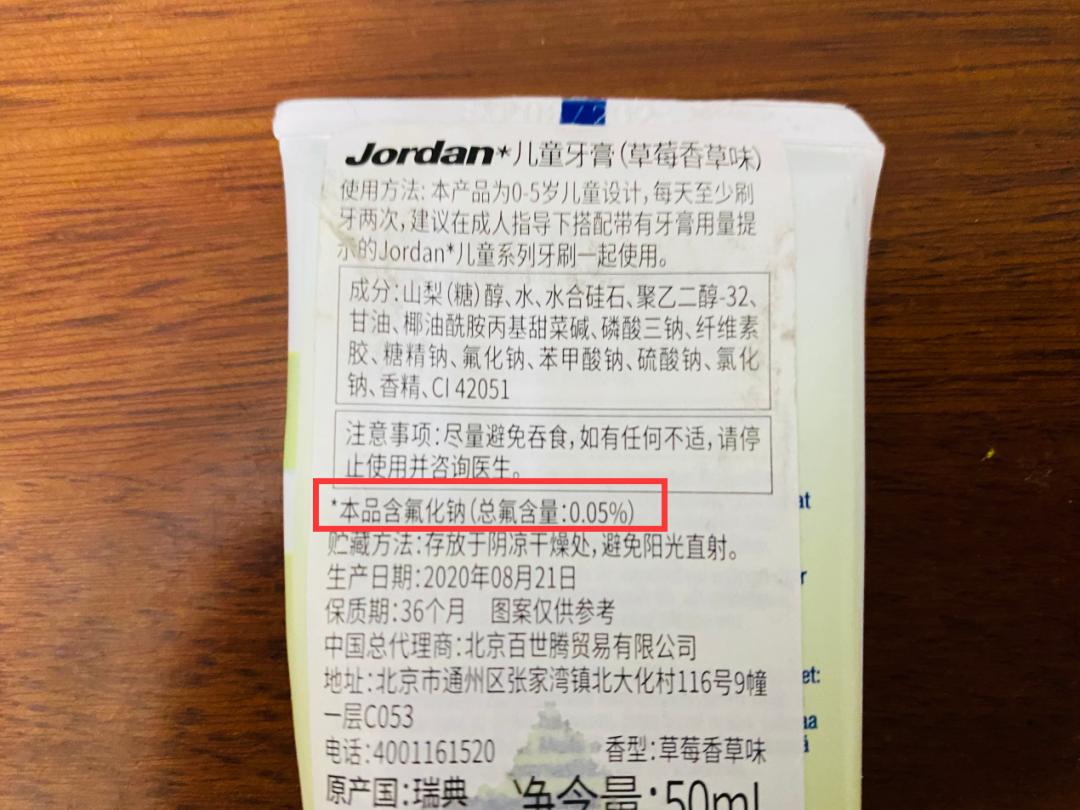 Jordan*儿童牙膏(草莓香草味)
使用方法:本产品为0-5岁儿童设计,每天至少刷
牙两次,建议在成人指导下搭配带有牙膏用量提
示的Jordan*儿童系列牙刷一起使用。
成分:山梨(糖)醇、水、水合硅石、聚乙二醇-32、
甘油、椰油酰胺丙基甜菜碱、磷酸三钠、纤维素
胶、糖精钠、氟化钠、苯甲酸钠、硫酸钠、氯化
钠、香精、CI 42051
注意事项:尽量避免吞食,如有任何不适,请停
止使用并咨询医生。
*本品含氟化钠(总氟含量:0.05%)
贮藏方法:存放于阴凉干燥处,避免阳光直射。
生产日期:2020年08月21日
保质期:36个月 图案仅供参考
中国总代理商:北京百世腾贸易有限公司
地址:北京市通州区张家湾镇北大化村116号9幢
一层C053
电话:4001161520 香型:草莓香草味
原产国:瑞典 净含量:50ml
at
r
et: